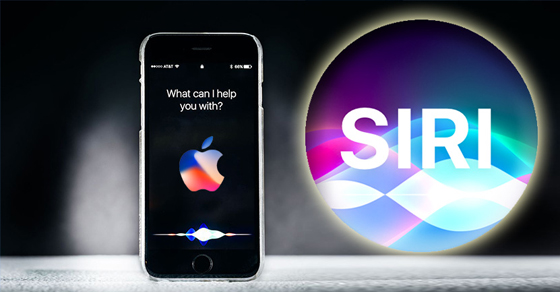 AT&T
66%
What can I help
you with?
SIRI